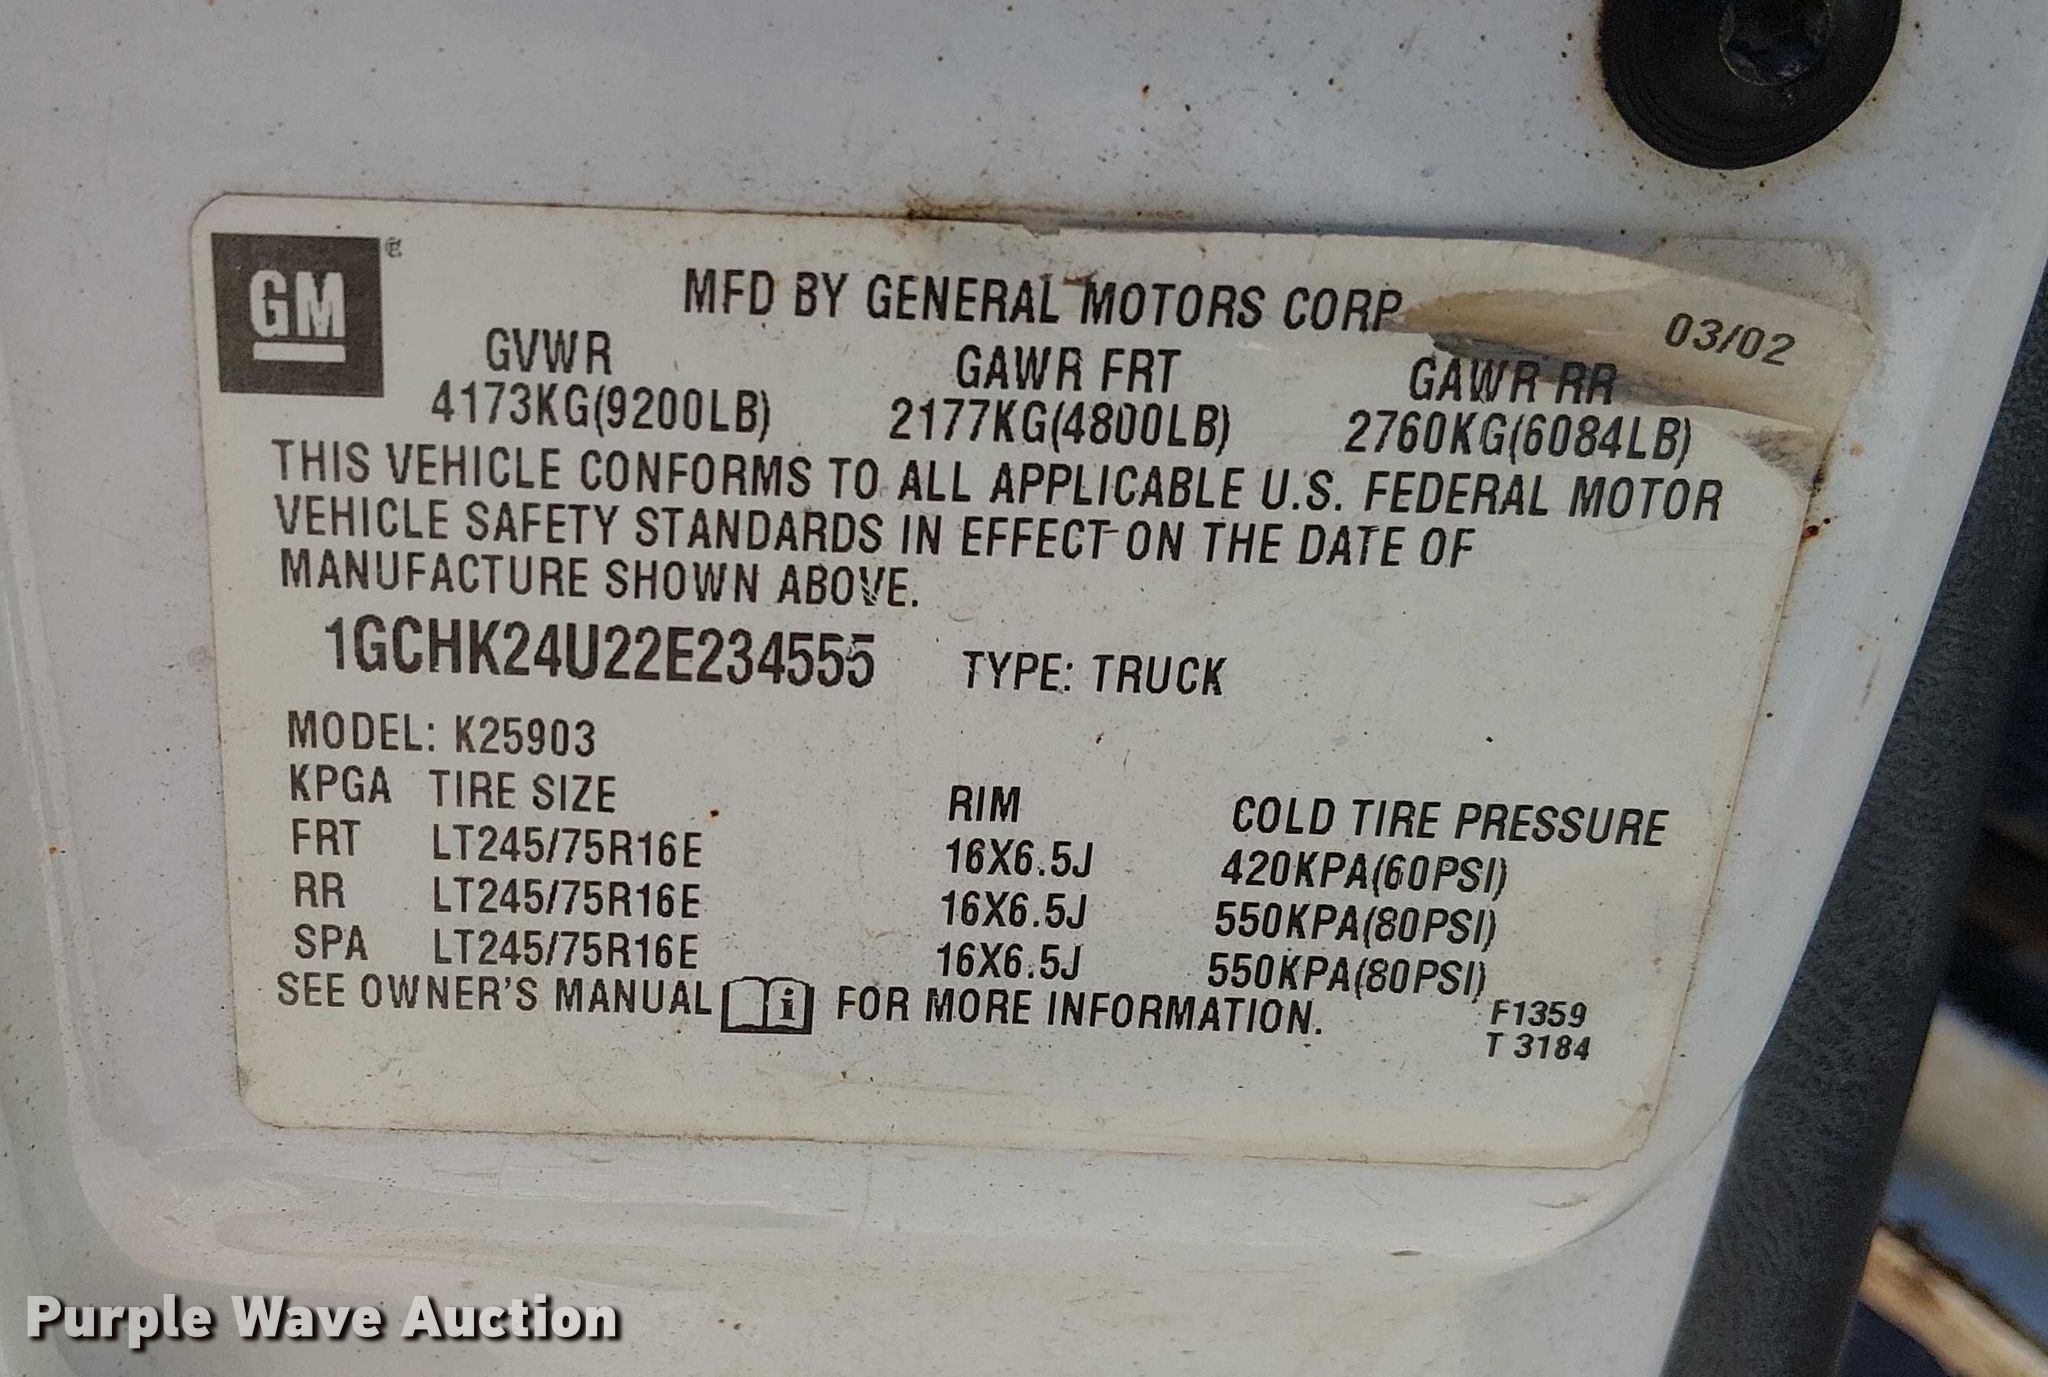 GM
MFD BY GENERAL MOTORS CORP
03/02
GVWR GAWR FRT GAWR RR
4173KG(9200LB) 2177KG(4800LB) 2760KG(6084LB)
THIS VEHICLE CONFORMS TO ALL APPLICABLE U.S. FEDERAL MOTOR
VEHICLE SAFETY STANDARDS IN EFFECT ON THE DATE OF
MANUFACTURE SHOWN ABOVE.
1GCHK24U22E234555 TYPE: TRUCK
MODEL: K25903
KPGA TIRE SIZE RIM COLD TIRE PRESSURE
FRT LT245/75R16E 16X6.5J 420KPA(60PSI)
RR LT245/75R16E 16X6.5J 550KPA(80PSI)
SPA LT245/75R16E 16X6.5J 550KPA(80PSI)
SEE OWNER'S MANUAL i FOR MORE INFORMATION.
F1359
T 3184
Purple Wave Auction